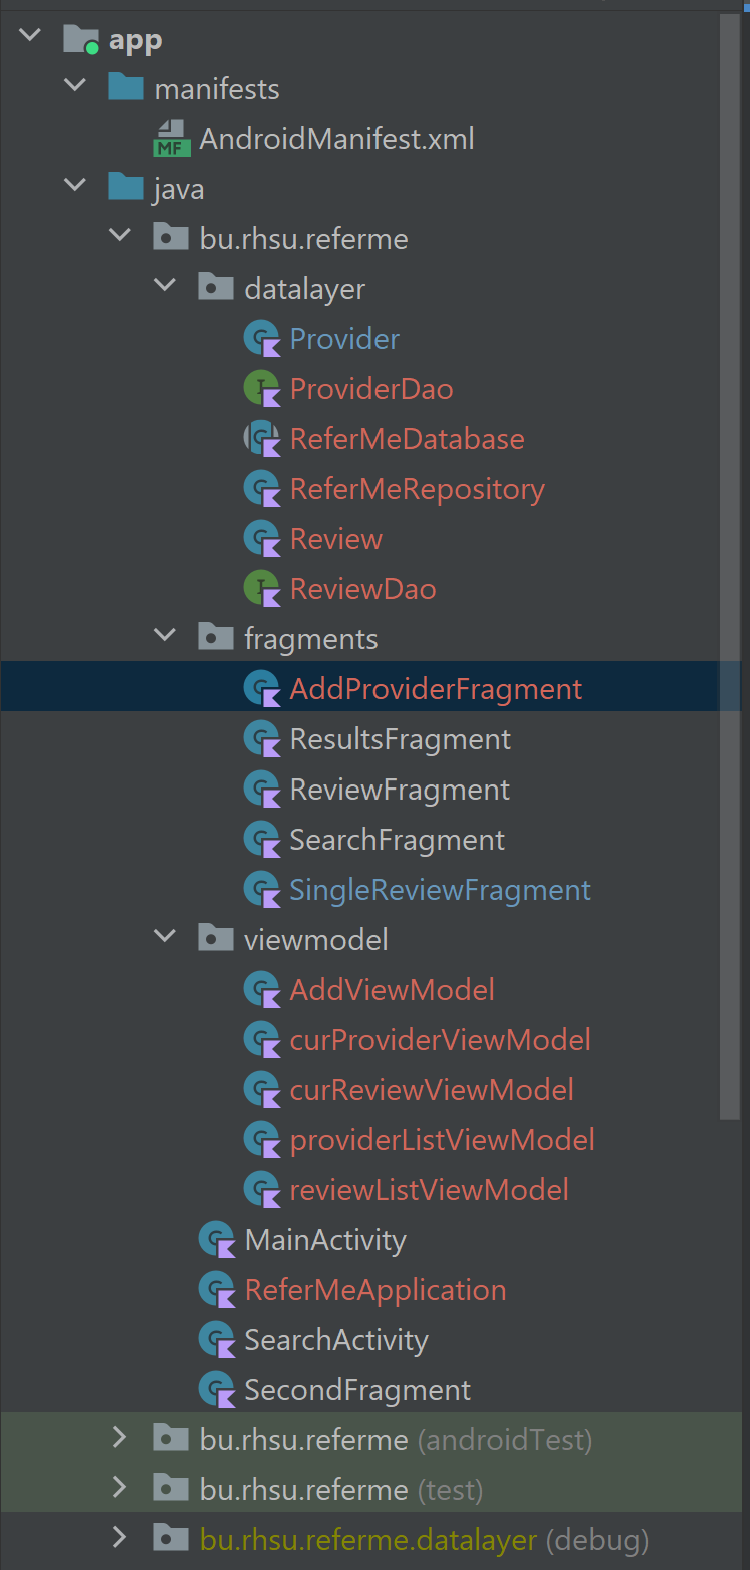 app
manifests
MF AndroidManifest.xml
java
bu.rhsu.referme
datalayer
C Provider
I ProviderDao
C ReferMeDatabase
C ReferMeRepository
C Review
I ReviewDao
fragments
C AddProviderFragment
C ResultsFragment
C ReviewFragment
C SearchFragment
C SingleReviewFragment
viewmodel
C AddViewModel
C curProviderViewModel
C curReviewViewModel
C providerListViewModel
C reviewListViewModel
C MainActivity
C ReferMeApplication
C SearchActivity
C SecondFragment
bu.rhsu.referme (androidTest)
bu.rhsu.referme (test)
bu.rhsu.referme.datalayer (debug)